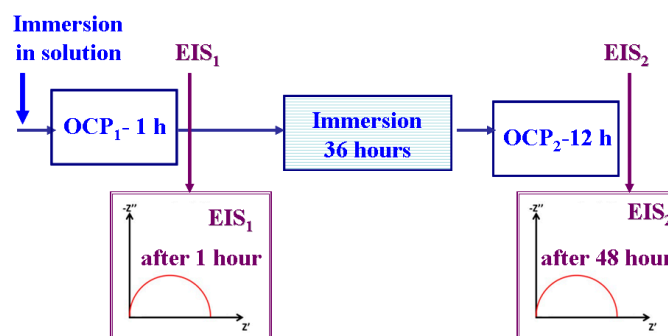 Immersion
in solution
EIS₁
EIS₂
OCP₁- 1 h
Immersion
36 hours
OCP₂-12 h
-Z''
EIS₁
after 1 hour
Z'
-Z''
EIS₂
after 48 hour
Z'